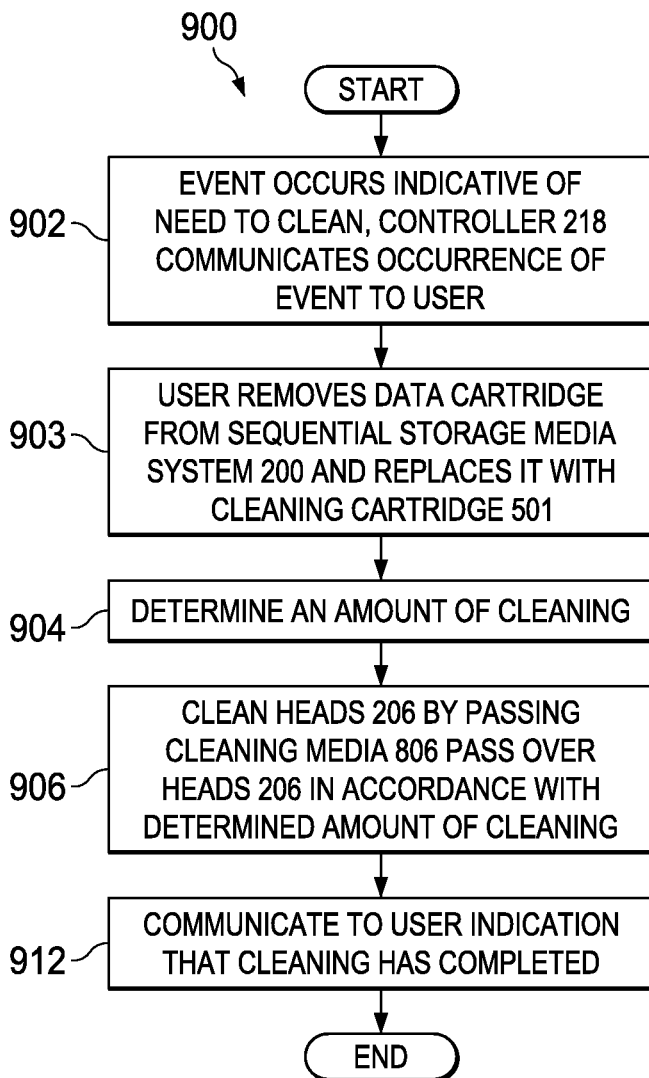 900
START
902
EVENT OCCURS INDICATIVE OF
NEED TO CLEAN, CONTROLLER 218
COMMUNICATES OCCURRENCE OF
EVENT TO USER
903
USER REMOVES DATA CARTRIDGE
FROM SEQUENTIAL STORAGE MEDIA
SYSTEM 200 AND REPLACES IT WITH
CLEANING CARTRIDGE 501
904
DETERMINE AN AMOUNT OF CLEANING
906
CLEAN HEADS 206 BY PASSING
CLEANING MEDIA 806 PASS OVER
HEADS 206 IN ACCORDANCE WITH
DETERMINED AMOUNT OF CLEANING
912
COMMUNICATE TO USER INDICATION
THAT CLEANING HAS COMPLETED
END